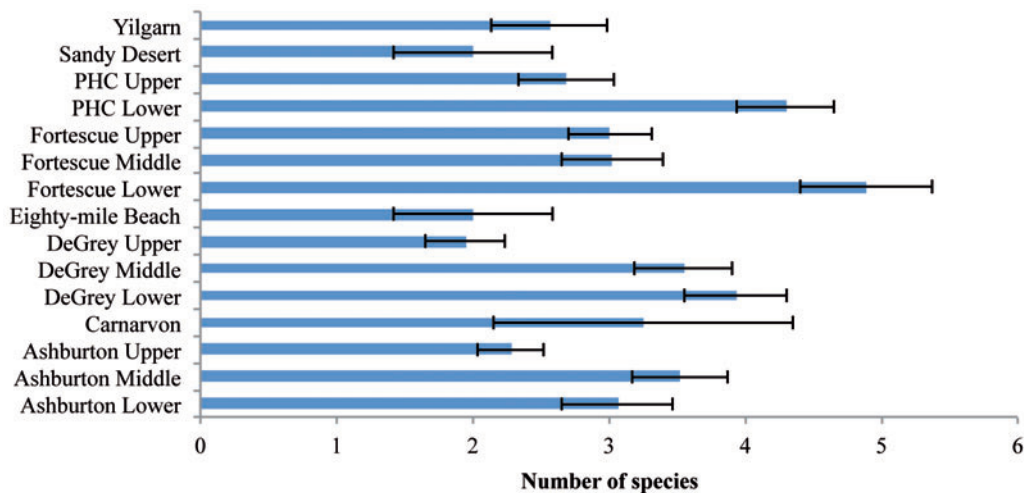 Yilgarn
Sandy Desert
PHC Upper
PHC Lower
Fortescue Upper
Fortescue Middle
Fortescue Lower
Eighty-mile Beach
DeGrey Upper
DeGrey Middle
DeGrey Lower
Carnarvon
Ashburton Upper
Ashburton Middle
Ashburton Lower
0 1 2 3 4 5 6
Number of species